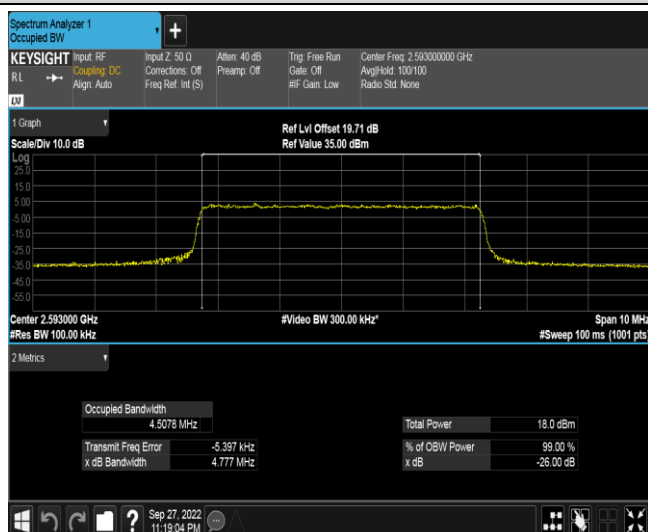 Spectrum Analyzer 1
Occupied BW
+
KEYSIGHT Input: RF Input Z: 50 Ω Atten: 40 dB Trig: Free Run Center Freq: 2.593000000 GHz
RL Coupling: DC Corrections: Off Preamp: Off Gate: Off Avg|Hold: 100/100
Align: Auto Freq Ref: Int (S) #IF Gain: Low Radio Std: None
LXI
1 Graph
Ref Lvl Offset 19.71 dB
Scale/Div 10.0 dB Ref Value 35.00 dBm
Log
25.0
15.0
5.00
-5.00
-15.0
-25.0
-35.0
-45.0
-55.0
Center 2.593000 GHz #Video BW 300.00 kHz* Span 10 MHz
#Res BW 100.00 kHz #Sweep 100 ms (1001 pts)
2 Metrics
Occupied Bandwidth
4.5078 MHz Total Power 18.0 dBm
Transmit Freq Error -5.397 kHz % of OBW Power 99.00 %
x dB Bandwidth 4.777 MHz x dB -26.00 dB
? Sep 27, 2022
11:19:04 PM